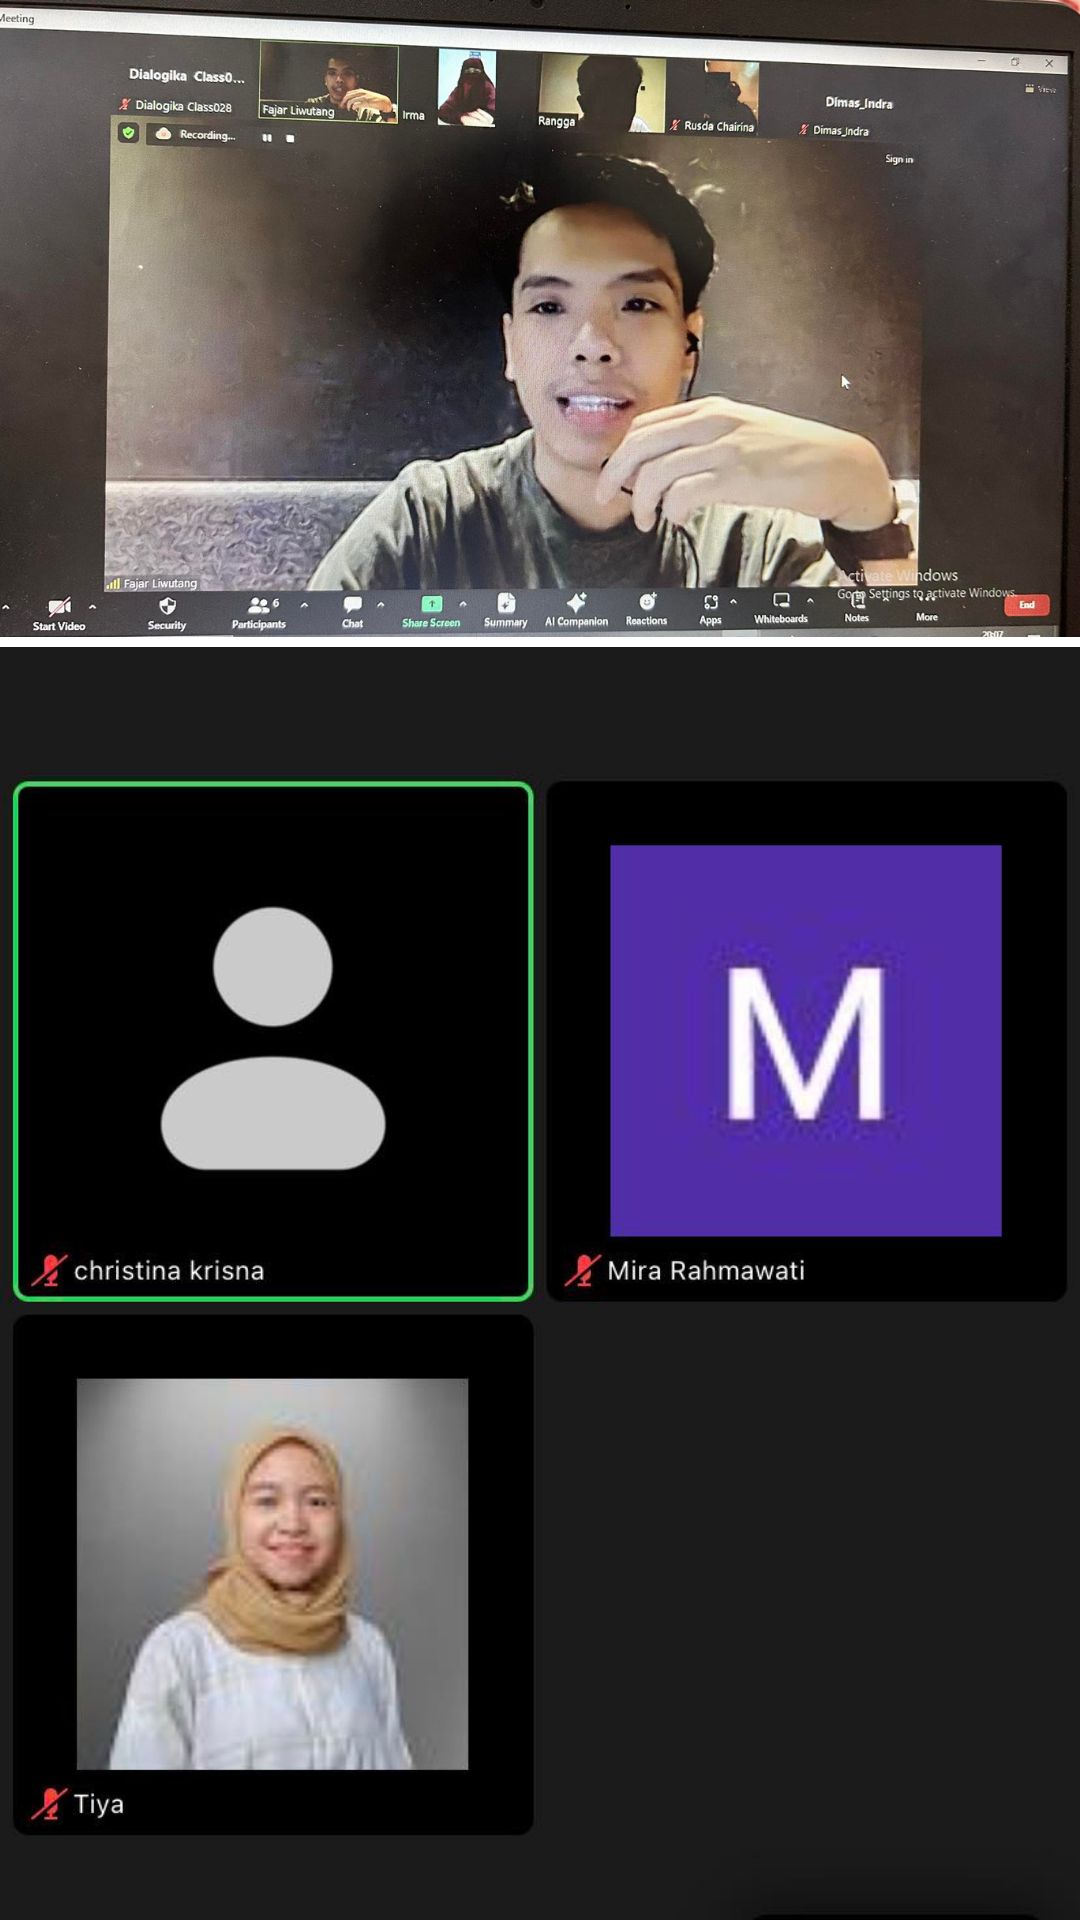 Meeting
Dialogika Class0...
Dialogika Class028
Fajar Liwutang
Irma
Rangga
Rusda Chairina
Dimas_Indra
Dimas_Indra
View
Recording...
Sign in
Fajar Liwutang
Activate Windows
Go to Settings to activate Windows.
Start Video
Security
6
Participants
Chat
Share Screen
Summary
AI Companion
Reactions
Apps
Whiteboards
Notes
More
End
20:07
christina krisna
M
Mira Rahmawati
Tiya